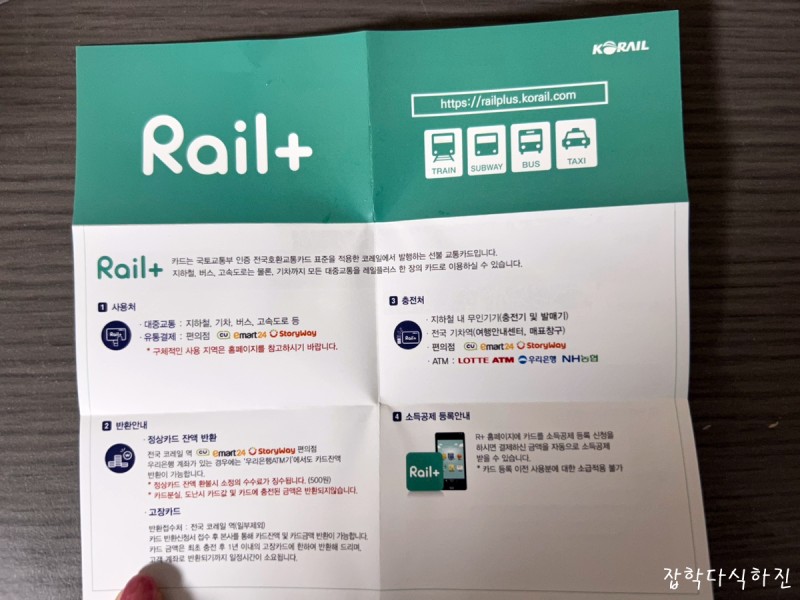 KORAIL
Rail+
https://railplus.korail.com
TRAIN
SUBWAY
BUS
TAXI
Rail+
카드는 국토교통부 인증 전국호환교통카드 표준을 적용한 코레일에서 발행하는 선불 교통카드입니다.
지하철, 버스, 고속도로는 물론, 기차까지 모든 대중교통을 레일플러스 한 장의 카드로 이용하실 수 있습니다.
1 사용처
· 대중교통 : 지하철, 기차, 버스, 고속도로 등
· 유통결제 : 편의점 CU emart24 StoryWay
* 구체적인 사용 지역은 홈페이지를 참고하시기 바랍니다.
3 충전처
· 지하철 내 무인기기(충전기 및 발매기)
· 전국 기차역(여행안내센터, 매표창구)
· 편의점 CU emart24 StoryWay
· ATM : LOTTE ATM 우리은행 NH농협
2 반환안내
· 정상카드 잔액 반환
전국 코레일 역 CU emart24 StoryWay 편의점
우리은행 계좌가 있는 경우에는 '우리은행ATM기'에서도 카드잔액
반환이 가능합니다.
* 정상카드 잔액 환불시 소정의 수수료가 징수됩니다. (500원)
* 카드분실, 도난시 카드값 및 카드에 충전된 금액은 반환되지않습니다.
· 고장카드
반환접수처 : 전국 코레일 역(일부제외)
카드 반환신청서 접수 후 본사를 통해 카드잔액 및 카드금액 반환이 가능합니다.
카드 금액은 최초 충전 후 1년 이내의 고장카드에 한하여 반환해 드리며,
고객 계좌로 반환되기까지 일정시간이 소요됩니다.
4 소득공제 등록안내
Rail+
R+ 홈페이지에 카드를 소득공제 등록 신청을
하시면 결제하신 금액을 자동으로 소득공제
받을 수 있습니다.
* 카드 등록 이전 사용분에 대한 소급적용 불가
잡학다식하진